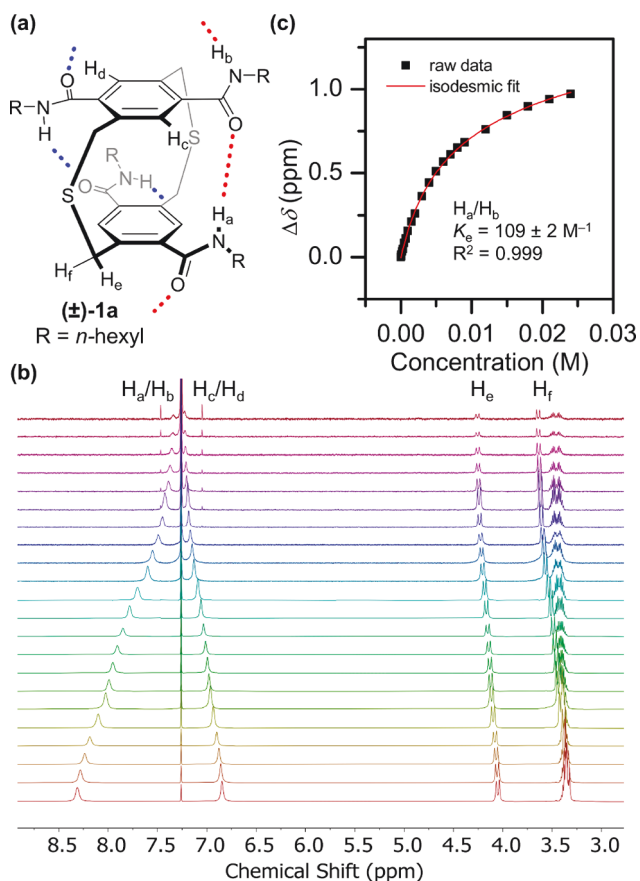 (a)
H_b
O
N–R
H_d
R–N
H
O
S
H_c
O
R
N–H
S
O
H_a
N
R
H_f H_e
O
(±)-1a
R = n-hexyl
(c)
raw data
isodesmic fit
1.0
0.5
0.0
Δδ (ppm)
H_a/H_b
K_e = 109 ± 2 M⁻¹
R² = 0.999
0.00 0.01 0.02 0.03
Concentration (M)
(b)
H_a/H_b H_c/H_d H_e H_f
8.5 8.0 7.5 7.0 6.5 6.0 5.5 5.0 4.5 4.0 3.5 3.0
Chemical Shift (ppm)